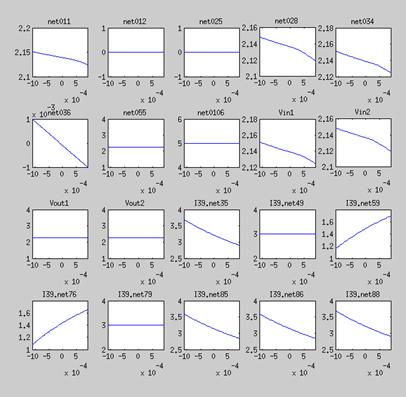 net011 net012 net025 net028 net034
2.2 1 1 2.16 2.16
2.15 0 0 2.14 2.14
2.1 -1 -1 2.12 2.12
-10 -5 0 5 -10 -5 0 5 -10 -5 0 5 -10 -5 0 5 -10 -5 0 5
x 10 -4 x 10 -4 x 10 -4 x 10 -4 x 10 -4
x 10 -3 net036 net055 net0106 Vin1 Vin2
1 4 6 2.18 2.18
0 3 5 2.16 2.16
-1 2 4 2.14 2.14
1 2.12 2.12
-10 -5 0 5 -10 -5 0 5 -10 -5 0 5 -10 -5 0 5 -10 -5 0 5
x 10 -4 x 10 -4 x 10 -4 x 10 -4 x 10 -4
Vout1 Vout2 I39.net35 I39.net49 I39.net59
4 4 4 4 1.6
3 3 3.5 3 1.4
2 2 3 2 1.2
1 1 2.5 1
-10 -5 0 5 -10 -5 0 5 -10 -5 0 5 -10 -5 0 5 -10 -5 0 5
x 10 -4 x 10 -4 x 10 -4 x 10 -4 x 10 -4
I39.net76 I39.net79 I39.net85 I39.net86 I39.net88
1.6 4 4 4 4
1.4 3 3.5 3.5 3.5
1.2 3 3 3
1 2 2.5 2.5 2.5
-10 -5 0 5 -10 -5 0 5 -10 -5 0 5 -10 -5 0 5 -10 -5 0 5
x 10 -4 x 10 -4 x 10 -4 x 10 -4 x 10 -4